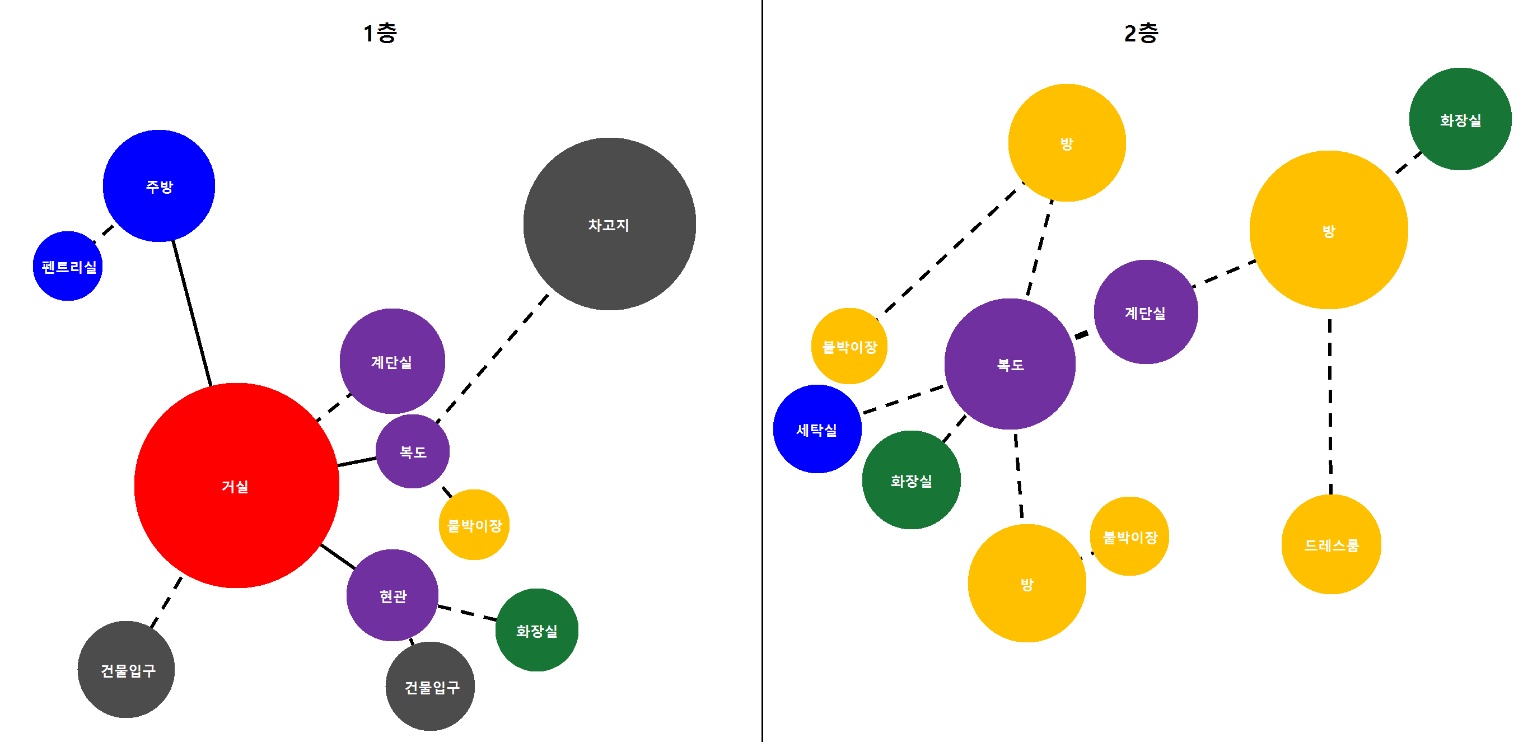 1층
주방
펜트리실
차고지
계단실
복도
거실
붙박이장
현관
화장실
건물입구
건물입구
2층
화장실
방
방
계단실
붙박이장
복도
세탁실
화장실
붙박이장
드레스룸
방